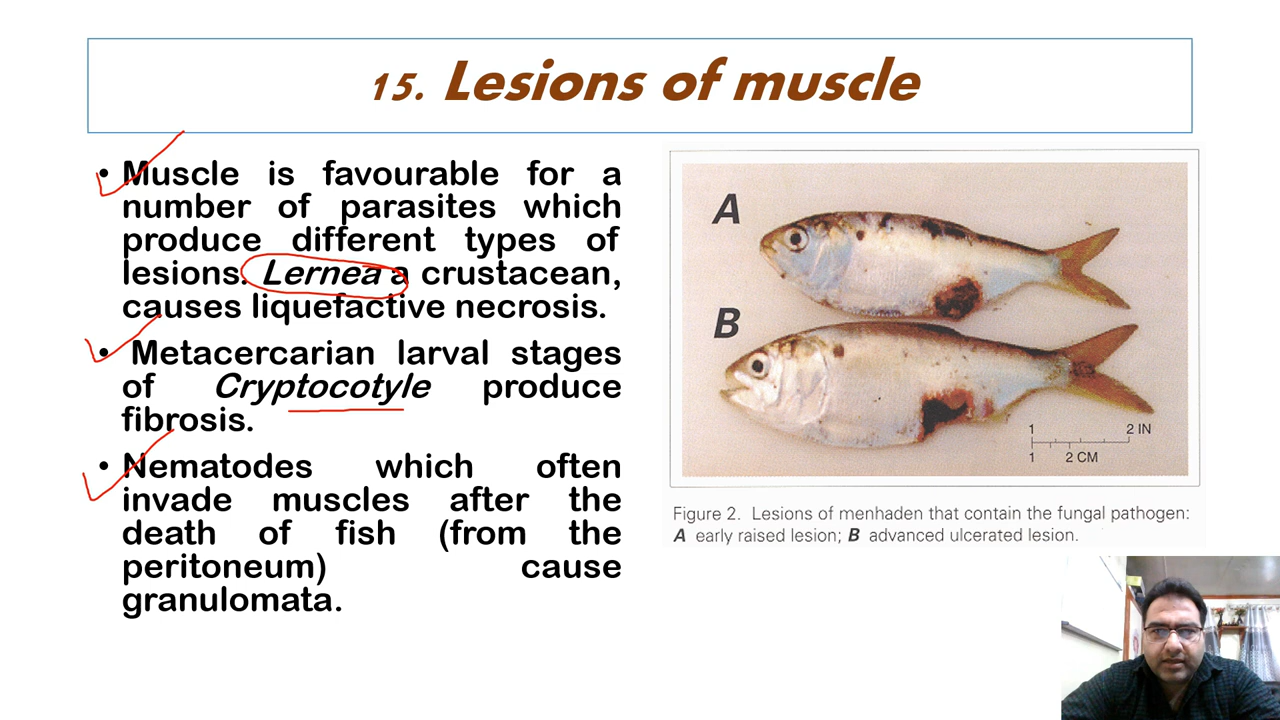 15. Lesions of muscle
• Muscle is favourable for a
number of parasites which
produce different types of
lesions. Lernea a crustacean,
causes liquefactive necrosis.
• Metacercarian larval stages
of Cryptocotyle produce
fibrosis.
• Nematodes which often
invade muscles after the
death of fish (from the
peritoneum) cause
granulomata.
A
B
1 2 IN
1 2 CM
Figure 2. Lesions of menhaden that contain the fungal pathogen:
A early raised lesion; B advanced ulcerated lesion.